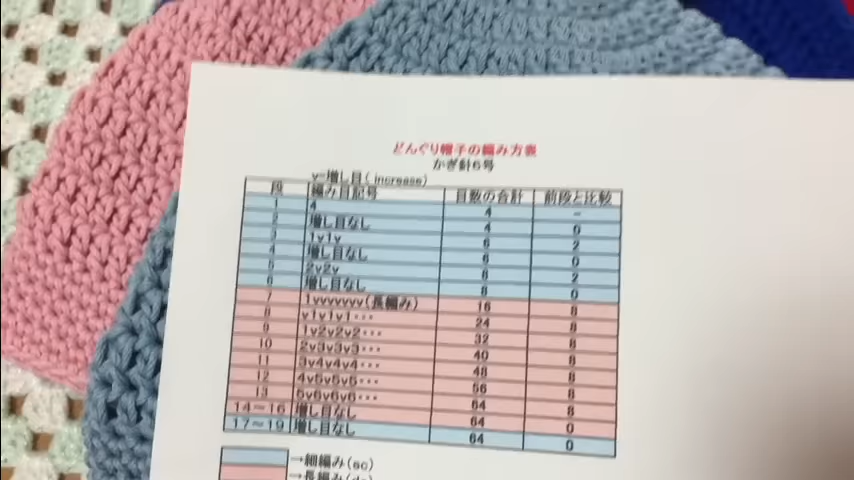 どんぐり帽子の編み方表
かぎ針6号
v=増し目(increase)
段 編み目記号 目数の合計 前段と比較
1 4 4 -
2 増し目なし 4 0
3 1v1v 6 2
4 増し目なし 6 0
5 2v2v 8 2
6 増し目なし 8 0
7 1vvvvvvv(長編み) 16 8
8 v1v1v1・・・ 24 8
9 1v2v2v2・・・ 32 8
10 2v3v3v3・・・ 40 8
11 3v4v4v4・・・ 48 8
12 4v5v5v5・・・ 56 8
13 5v6v6v6・・・ 64 8
14~16 増し目なし 64 0
17~19 増し目なし 64 0
→細編み(sc)
→長編み(dc)